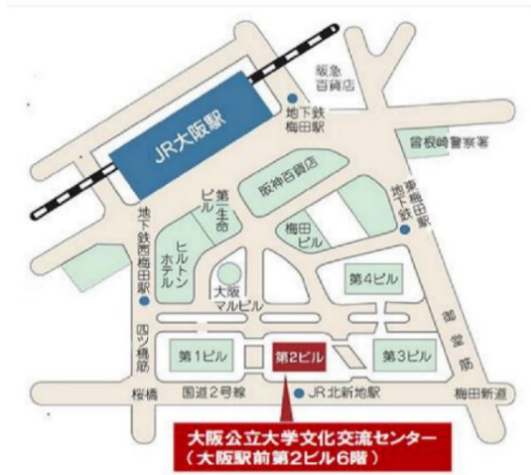 阪急
百貨店
地下鉄
梅田駅
JR大阪駅
曾根崎警察署
阪神百貨店
第一生命
ビル
地下鉄
東梅田駅
梅田
ビル
ヒルトン
ホテル
地下鉄西梅田駅
大阪
マルビル
第4ビル
四ツ橋筋
御堂筋
第1ビル
第2ビル
第3ビル
桜橋
国道2号線
JR北新地駅
梅田新道
大阪公立大学文化交流センター
(大阪駅前第2ビル6階)